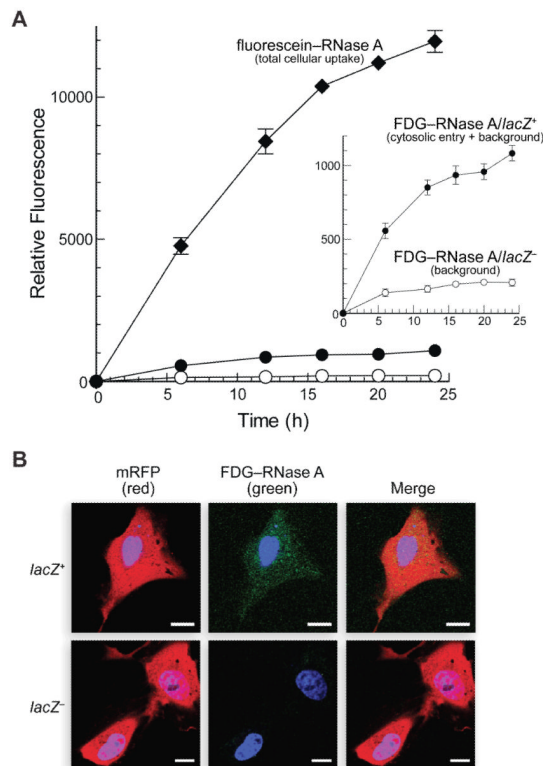 A
fluorescein–RNase A
(total cellular uptake)
10000
5000
0
Relative Fluorescence
FDG–RNase A/lacZ+
(cytosolic entry + background)
1000
500
0
FDG–RNase A/lacZ–
(background)
0 5 10 15 20 25
0 5 10 15 20 25
Time (h)
B
mRFP
(red)
FDG–RNase A
(green)
Merge
lacZ+
lacZ–